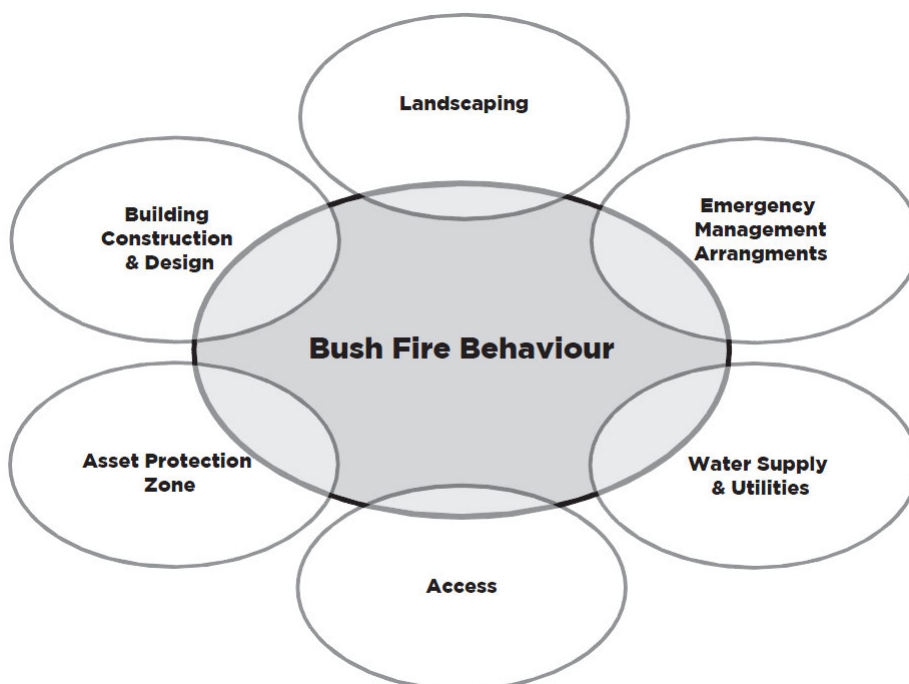 Landscaping
Building
Construction
& Design
Emergency
Management
Arrangments
Bush Fire Behaviour
Asset Protection
Zone
Water Supply
& Utilities
Access